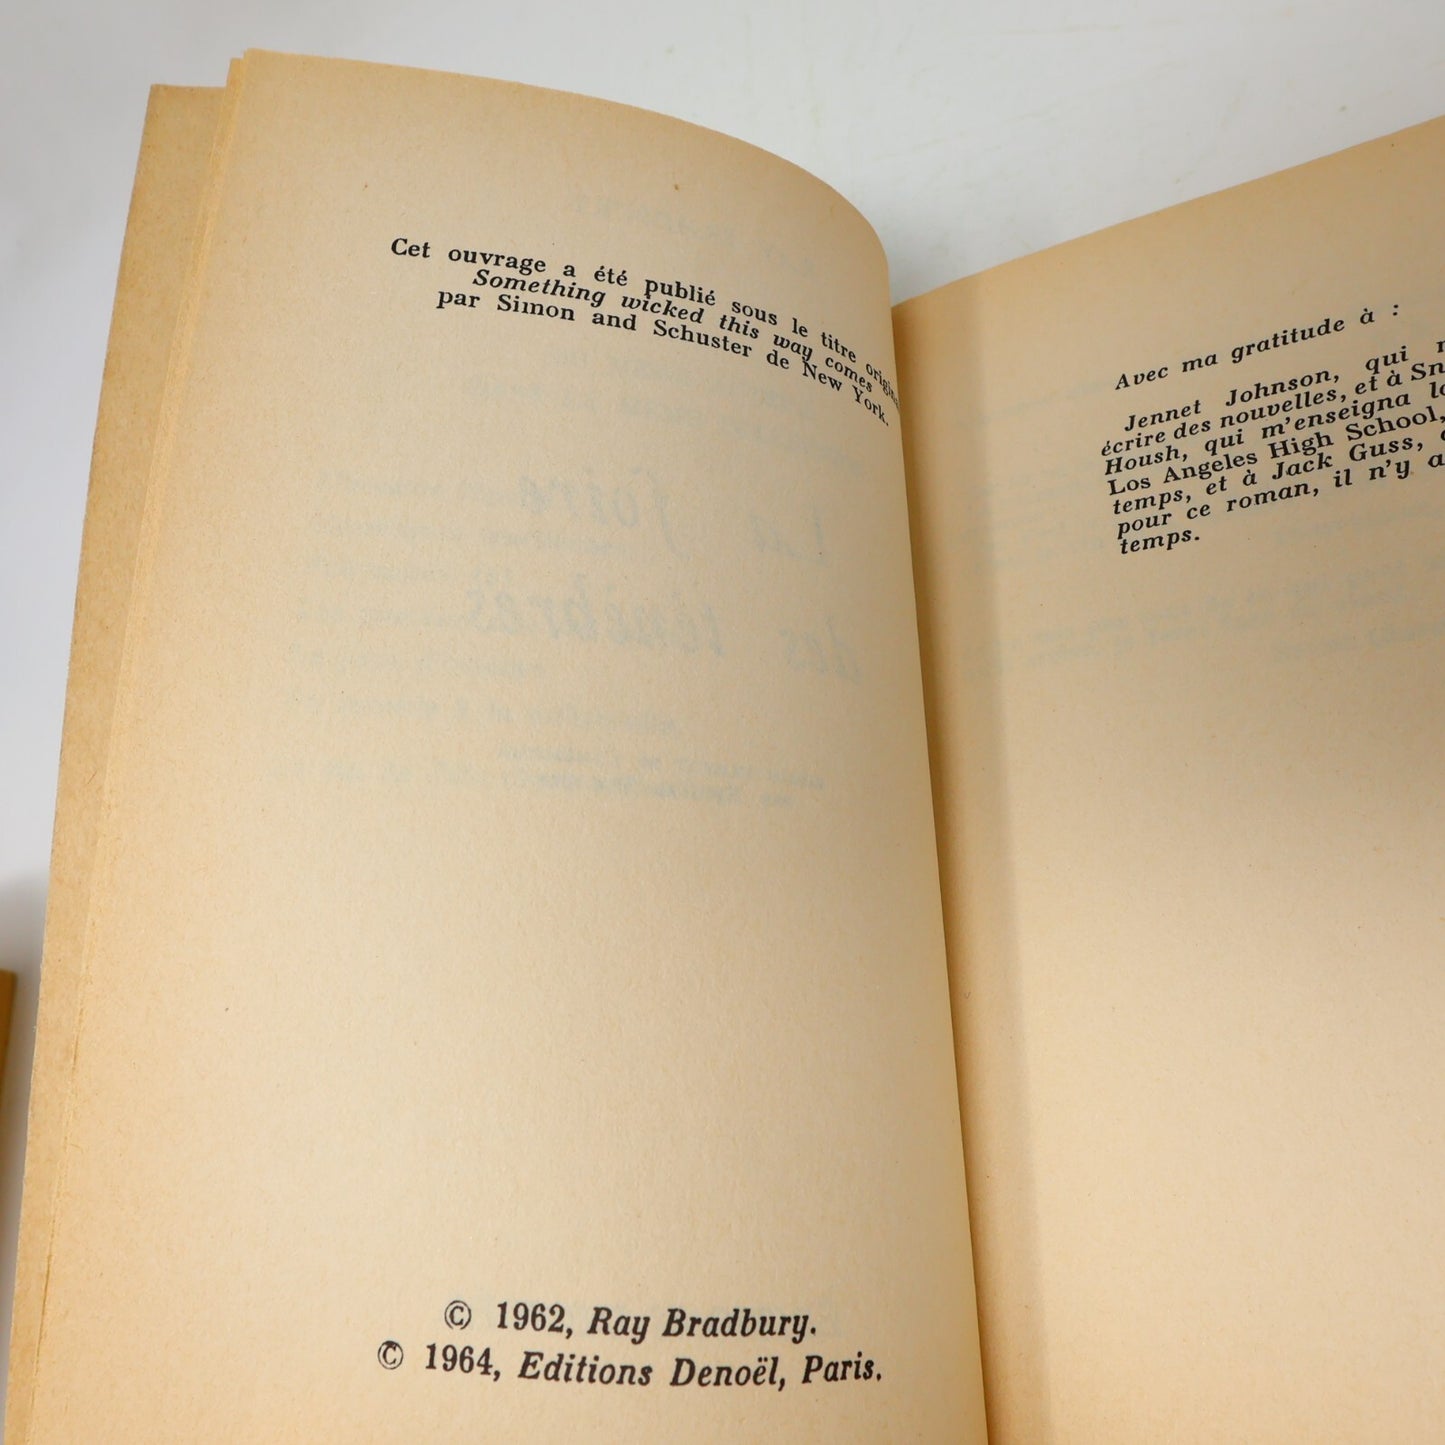 Cet ouvrage a été publié sous le titre
Something wicked this way comes
par Simon and Schuster de New York.
© 1962, Ray Bradbury.
© 1964, Editions Denoël, Paris.
Avec ma gratitude à :
Jennet Johnson, qui
écrire des nouvelles, et à
Housh, qui m'enseigna
Los Angeles High School,
temps, et à Jack Guss,
pour ce roman, il n'y
temps.